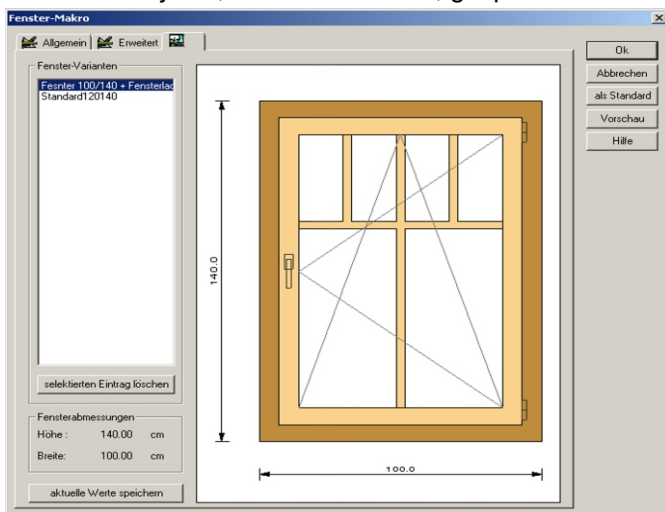 Fenster-Makro
Allgemein
Erweitert
Fenster-Varianten
Fesnter 100/140 + Fensterlac
Standard120140
selektierten Eintrag löschen
Fensterabmessungen
Höhe : 140.00 cm
Breite: 100.00 cm
aktuelle Werte speichern
140.0
100.0
Ok
Abbrechen
als Standard
Vorschau
Hilfe